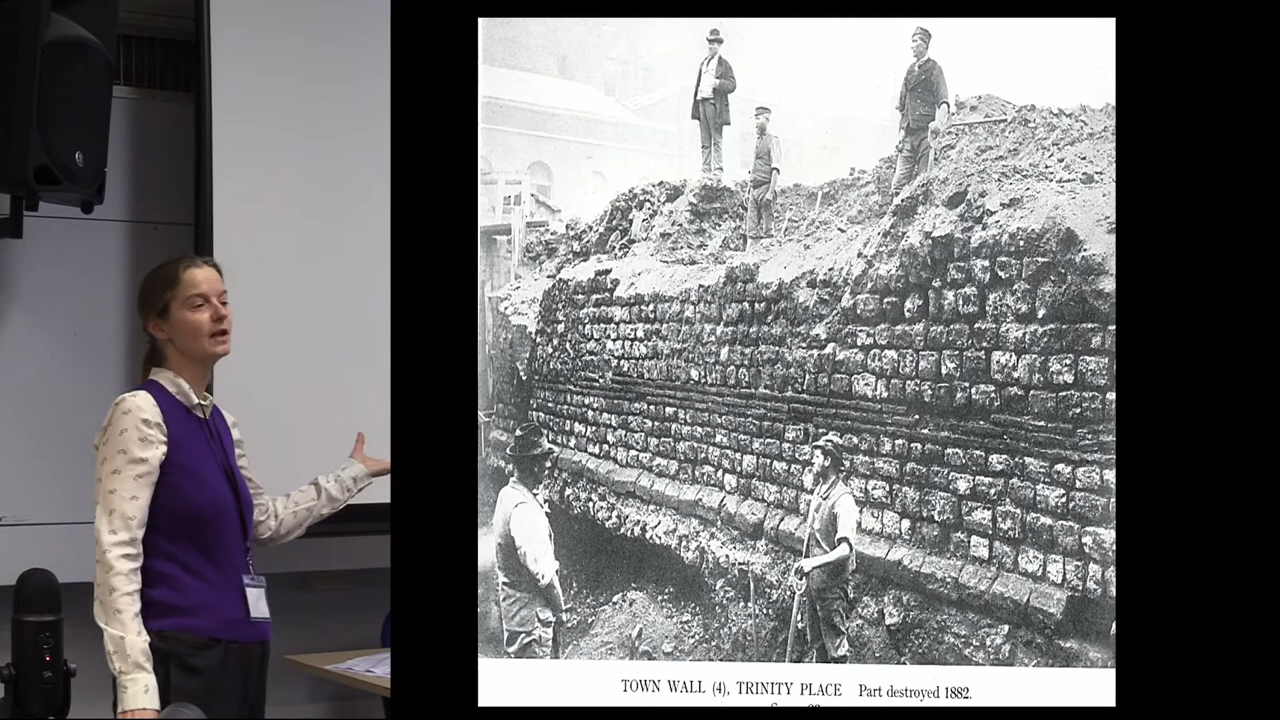 TOWN WALL (4), TRINITY PLACE Part destroyed 1882.